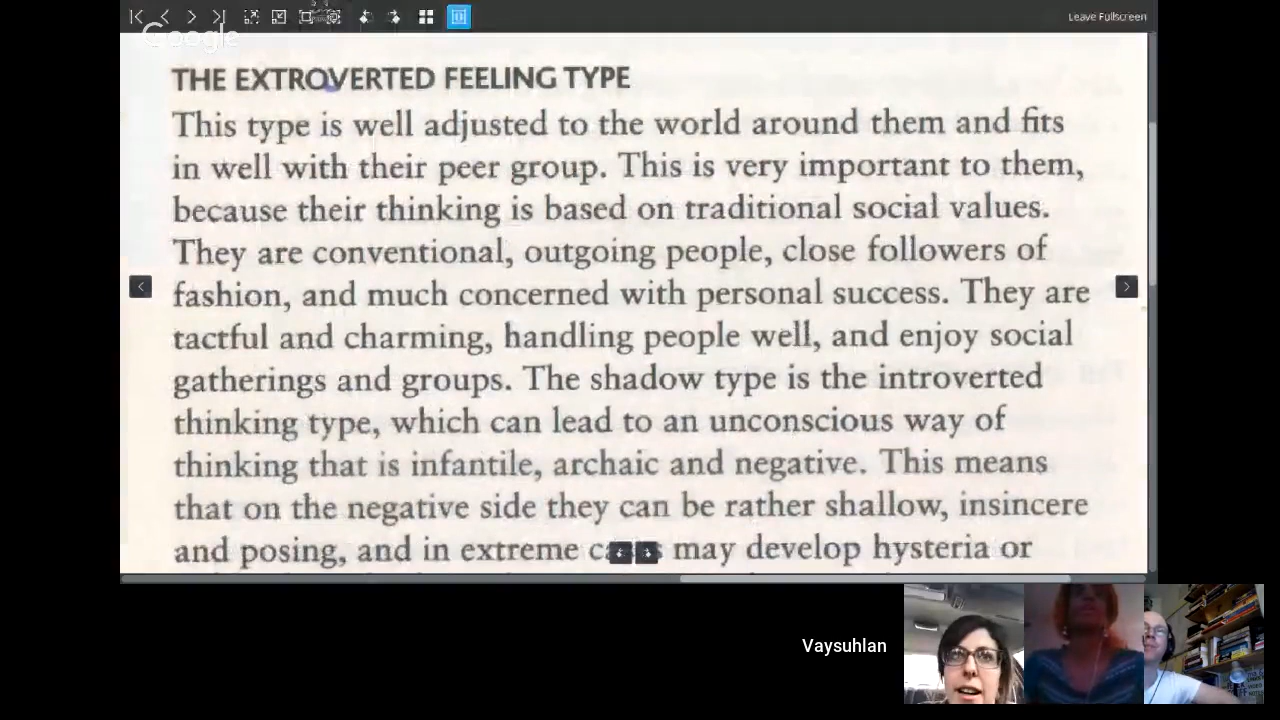 Leave Fullscreen
Google
THE EXTROVERTED FEELING TYPE
This type is well adjusted to the world around them and fits
in well with their peer group. This is very important to them,
because their thinking is based on traditional social values.
They are conventional, outgoing people, close followers of
fashion, and much concerned with personal success. They are
tactful and charming, handling people well, and enjoy social
gatherings and groups. The shadow type is the introverted
thinking type, which can lead to an unconscious way of
thinking that is infantile, archaic and negative. This means
that on the negative side they can be rather shallow, insincere
and posing, and in extreme may develop hysteria or
Vaysuhlan